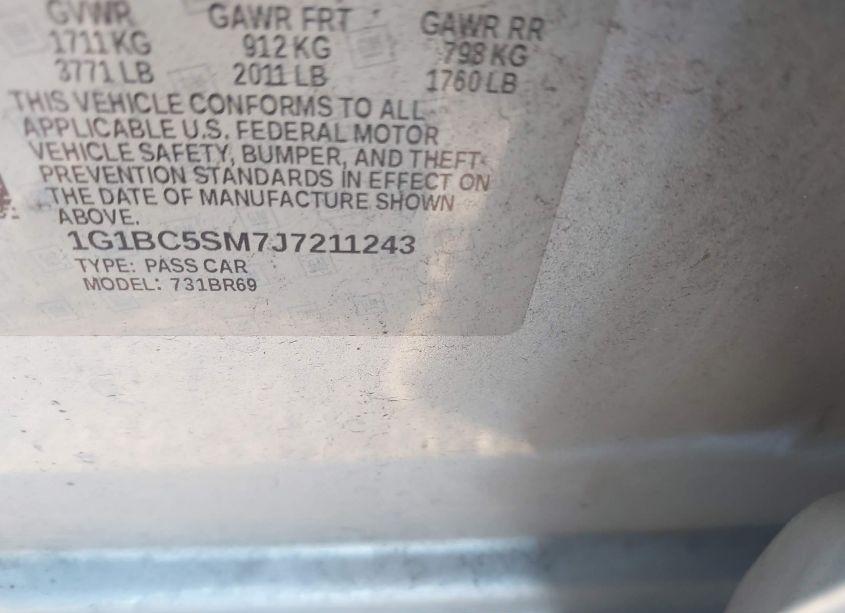 GVWR GAWR FRT GAWR RR
1711 KG 912 KG 798 KG
3771 LB 2011 LB 1760 LB
THIS VEHICLE CONFORMS TO ALL
APPLICABLE U.S. FEDERAL MOTOR
VEHICLE SAFETY, BUMPER, AND THEFT
PREVENTION STANDARDS IN EFFECT ON
THE DATE OF MANUFACTURE SHOWN
ABOVE.
1G1BC5SM7J7211243
TYPE: PASS CAR
MODEL: 731BR69